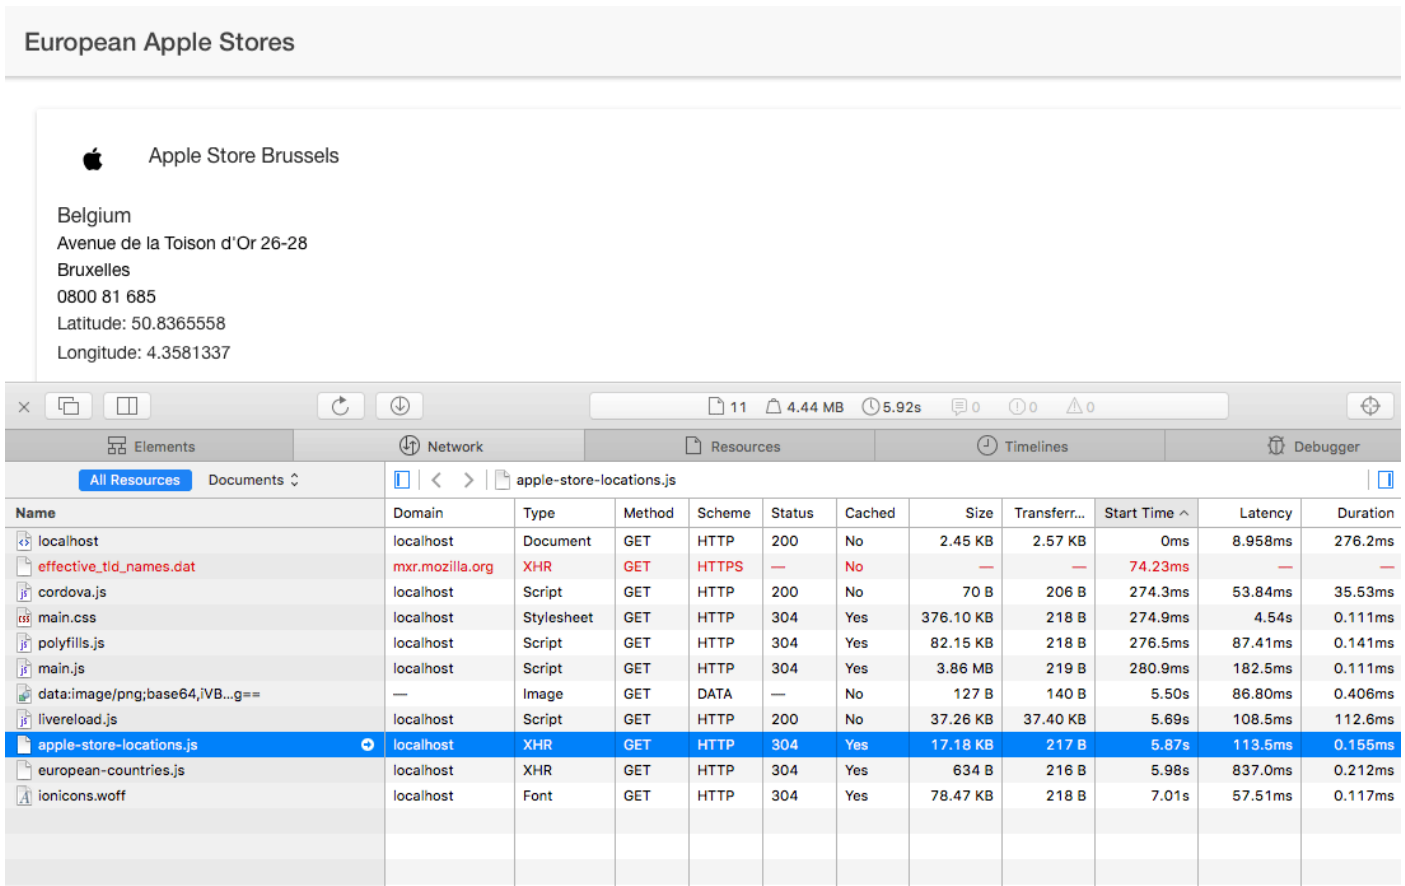 European Apple Stores
Apple Store Brussels
Belgium
Avenue de la Toison d'Or 26-28
Bruxelles
0800 81 685
Latitude: 50.8365558
Longitude: 4.3581337
11 4.44 MB 5.92s 0 0 0
Elements Network Resources Timelines Debugger
All Resources Documents apple-store-locations.js
Name Domain Type Method Scheme Status Cached Size Transferr... Start Time Latency Duration
localhost localhost Document GET HTTP 200 No 2.45 KB 2.57 KB 0ms 8.958ms 276.2ms
effective_tld_names.dat mxr.mozilla.org XHR GET HTTPS — No — — 74.23ms — —
cordova.js localhost Script GET HTTP 200 No 70 B 206 B 274.3ms 53.84ms 35.53ms
main.css localhost Stylesheet GET HTTP 304 Yes 376.10 KB 218 B 274.9ms 4.54s 0.111ms
polyfills.js localhost Script GET HTTP 304 Yes 82.15 KB 218 B 276.5ms 87.41ms 0.141ms
main.js localhost Script GET HTTP 304 Yes 3.86 MB 219 B 280.9ms 182.5ms 0.111ms
data:image/png;base64,iVB...g== — Image GET DATA — No 127 B 140 B 5.50s 86.80ms 0.406ms
livereload.js localhost Script GET HTTP 200 No 37.26 KB 37.40 KB 5.69s 108.5ms 112.6ms
apple-store-locations.js localhost XHR GET HTTP 304 Yes 17.18 KB 217 B 5.87s 113.5ms 0.155ms
european-countries.js localhost XHR GET HTTP 304 Yes 634 B 216 B 5.98s 837.0ms 0.212ms
ionicons.woff localhost Font GET HTTP 304 Yes 78.47 KB 218 B 7.01s 57.51ms 0.117ms